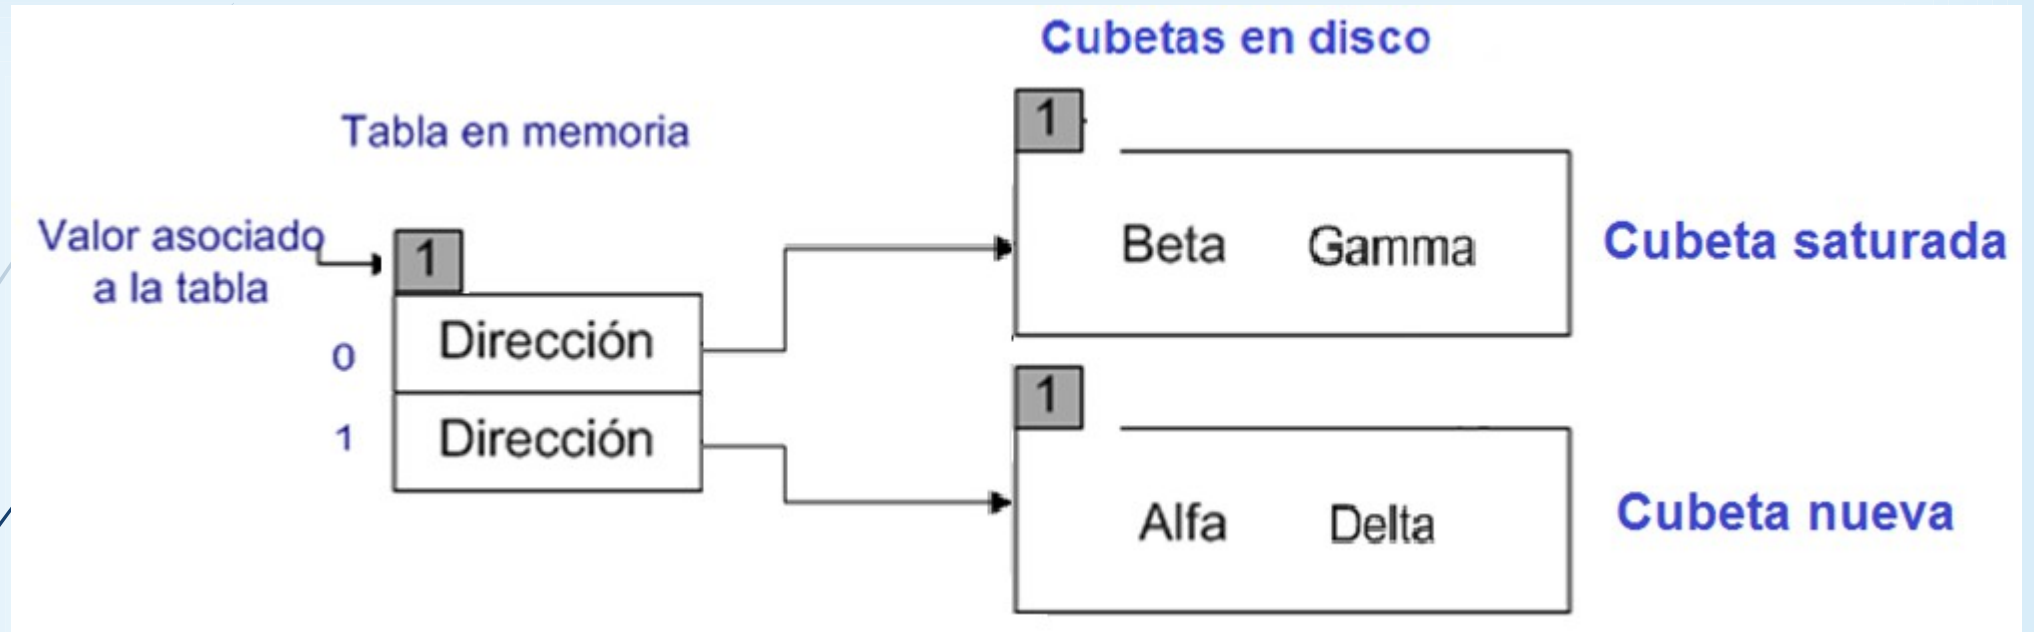 Cubetas en disco
Tabla en memoria
1
Valor asociado
a la tabla
1
0 Dirección
1 Dirección
Beta Gamma
Cubeta saturada
1
Alfa Delta
Cubeta nueva